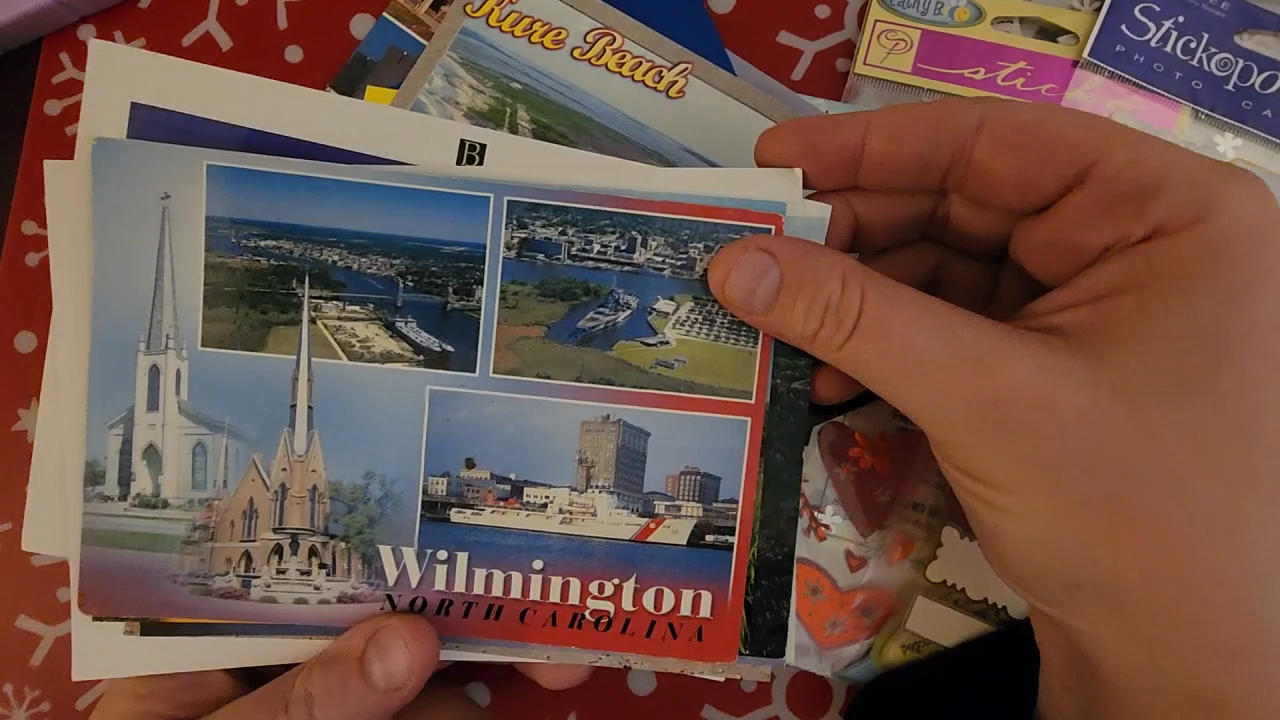 Kure Beach
Cathy B.
stick
Stickopo
PHOTO CA
B
Wilmington
NORTH CAROLINA